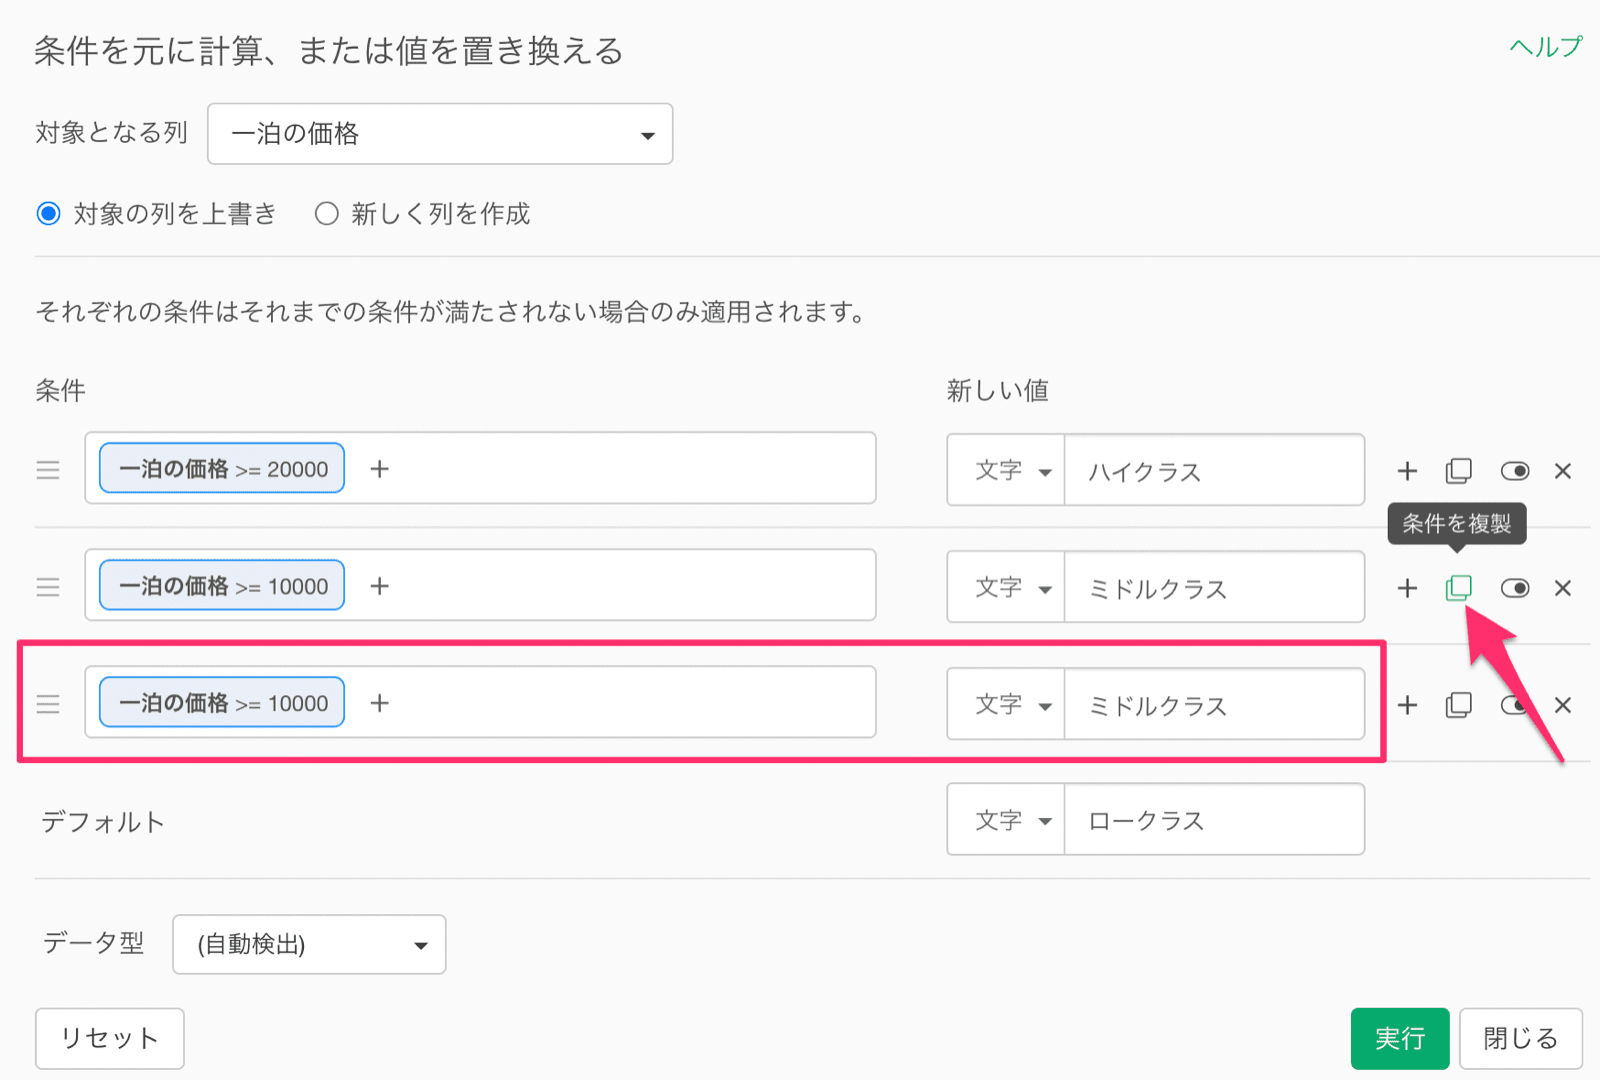 条件を元に計算、または値を置き換える
ヘルプ
対象となる列 一泊の価格
対象の列を上書き 新しく列を作成
それぞれの条件はそれまでの条件が満たされない場合のみ適用されます。
条件 新しい値
一泊の価格 >= 20000 + 文字 ハイクラス
条件を複製
一泊の価格 >= 10000 + 文字 ミドルクラス
一泊の価格 >= 10000 + 文字 ミドルクラス
デフォルト 文字 ロークラス
データ型 (自動検出)
リセット 実行 閉じる